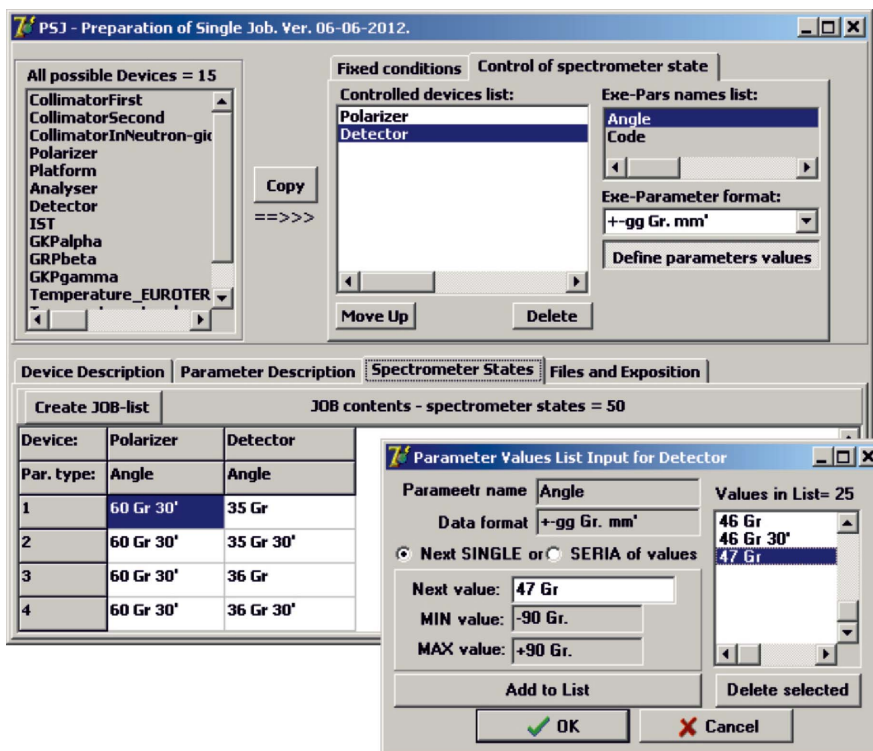 PSJ - Preparation of Single Job. Ver. 06-06-2012.
All possible Devices = 15
CollimatorFirst
CollimatorSecond
CollimatorInNeutron-gid
Polarizer
Platform
Analyser
Detector
IST
GKPalpha
GRPbeta
GKPgamma
Temperature_EUROTER
Copy
==>>>
Fixed conditions
Control of spectrometer state
Controlled devices list:
Polarizer
Detector
Move Up
Delete
Exe-Pars names list:
Angle
Code
Exe-Parameter format:
+-gg Gr. mm'
Define parameters values
Device Description
Parameter Description
Spectrometer States
Files and Exposition
Create JOB-list
JOB contents - spectrometer states = 50
Device: Polarizer Detector
Par. type: Angle Angle
1 60 Gr 30' 35 Gr
2 60 Gr 30' 35 Gr 30'
3 60 Gr 30' 36 Gr
4 60 Gr 30' 36 Gr 30'
Parameter Values List Input for Detector
Parameetr name Angle
Data format +-gg Gr. mm'
Next SINGLE or SERIA of values
Next value: 47 Gr
MIN value: -90 Gr.
MAX value: +90 Gr.
Add to List
Values in List= 25
46 Gr
46 Gr 30'
47 Gr
Delete selected
OK
Cancel